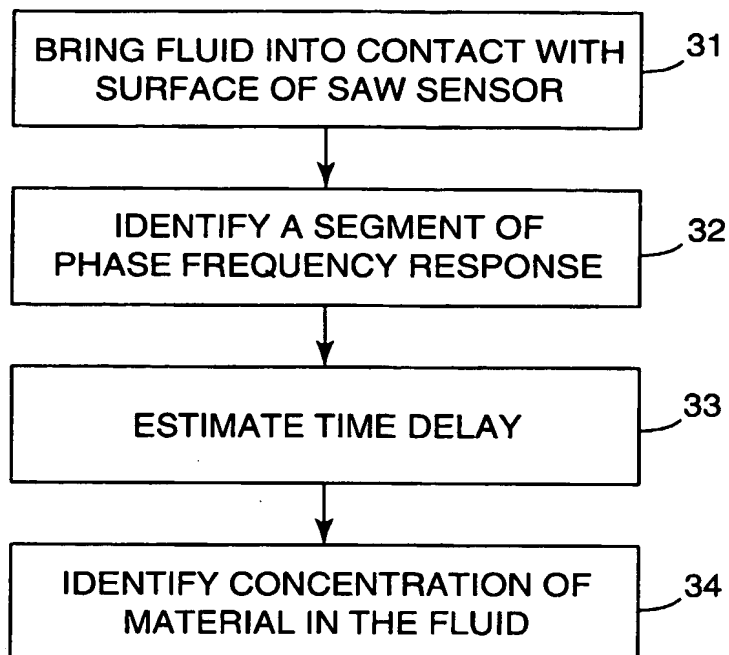 BRING FLUID INTO CONTACT WITH
SURFACE OF SAW SENSOR
31
IDENTIFY A SEGMENT OF
PHASE FREQUENCY RESPONSE
32
ESTIMATE TIME DELAY
33
IDENTIFY CONCENTRATION OF
MATERIAL IN THE FLUID
34